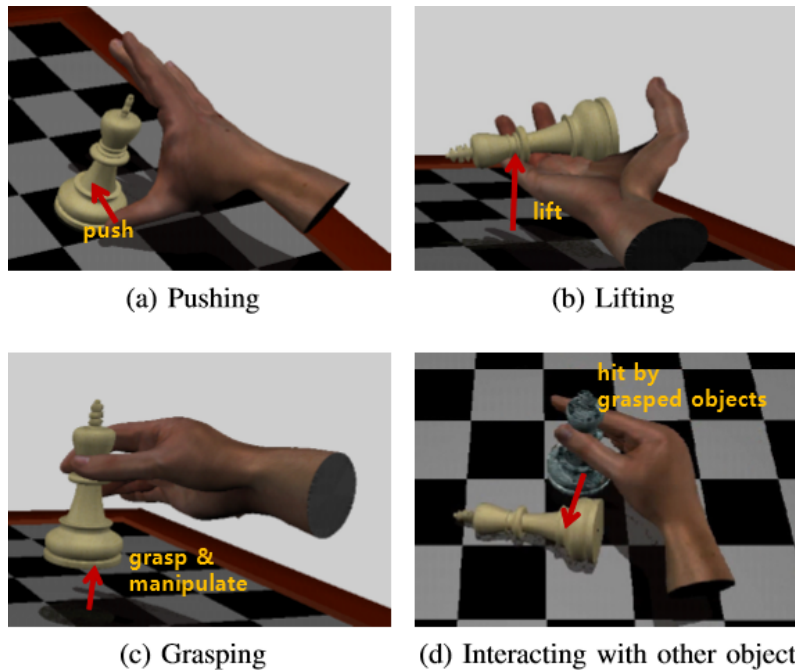 push
lift
(a) Pushing
(b) Lifting
grasp &
manipulate
hit by
grasped objects
(c) Grasping
(d) Interacting with other object